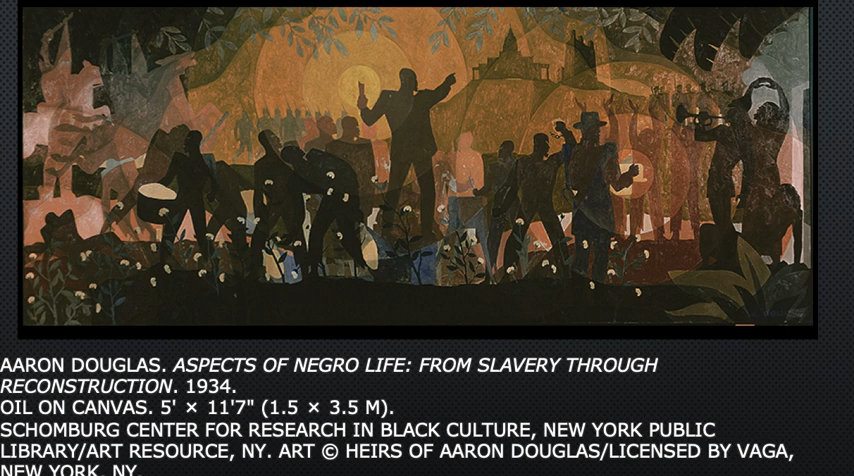 AARON DOUGLAS. ASPECTS OF NEGRO LIFE: FROM SLAVERY THROUGH
RECONSTRUCTION. 1934.
OIL ON CANVAS. 5' × 11'7" (1.5 × 3.5 M).
SCHOMBURG CENTER FOR RESEARCH IN BLACK CULTURE, NEW YORK PUBLIC
LIBRARY/ART RESOURCE, NY. ART © HEIRS OF AARON DOUGLAS/LICENSED BY VAGA,
NEW YORK, NY.